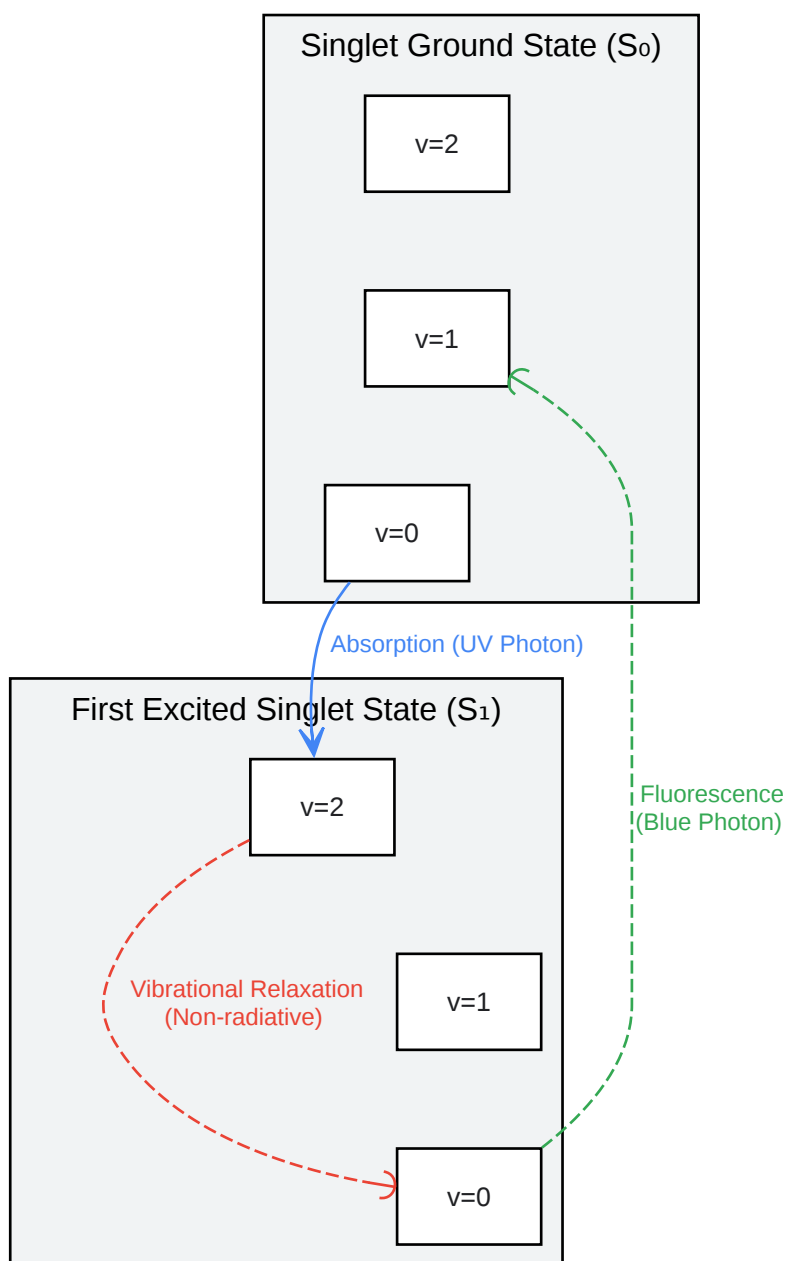 Singlet Ground State (S₀)
v=2
v=1
v=0
Absorption (UV Photon)
First Excited Singlet State (S₁)
v=2
Fluorescence
(Blue Photon)
Vibrational Relaxation
(Non-radiative)
v=1
v=0